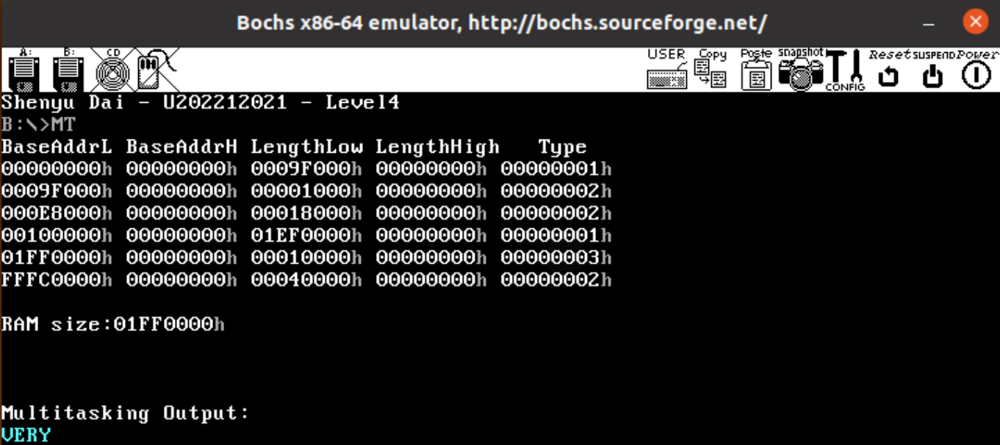 Bochs x86-64 emulator, http://bochs.sourceforge.net/
A: B: CD USER Copy Paste snapshot CONFIG Reset SUSPEND Power
Shenyu Dai - U202212021 - Level4
B:\>MT
BaseAddrL BaseAddrH LengthLow LengthHigh Type
00000000h 00000000h 0009F000h 00000000h 00000001h
0009F000h 00000000h 00001000h 00000000h 00000002h
000E8000h 00000000h 00018000h 00000000h 00000002h
00100000h 00000000h 01EF0000h 00000000h 00000001h
01FF0000h 00000000h 00010000h 00000000h 00000003h
FFFC0000h 00000000h 00040000h 00000000h 00000002h
RAM size:01FF0000h
Multitasking Output:
VERY